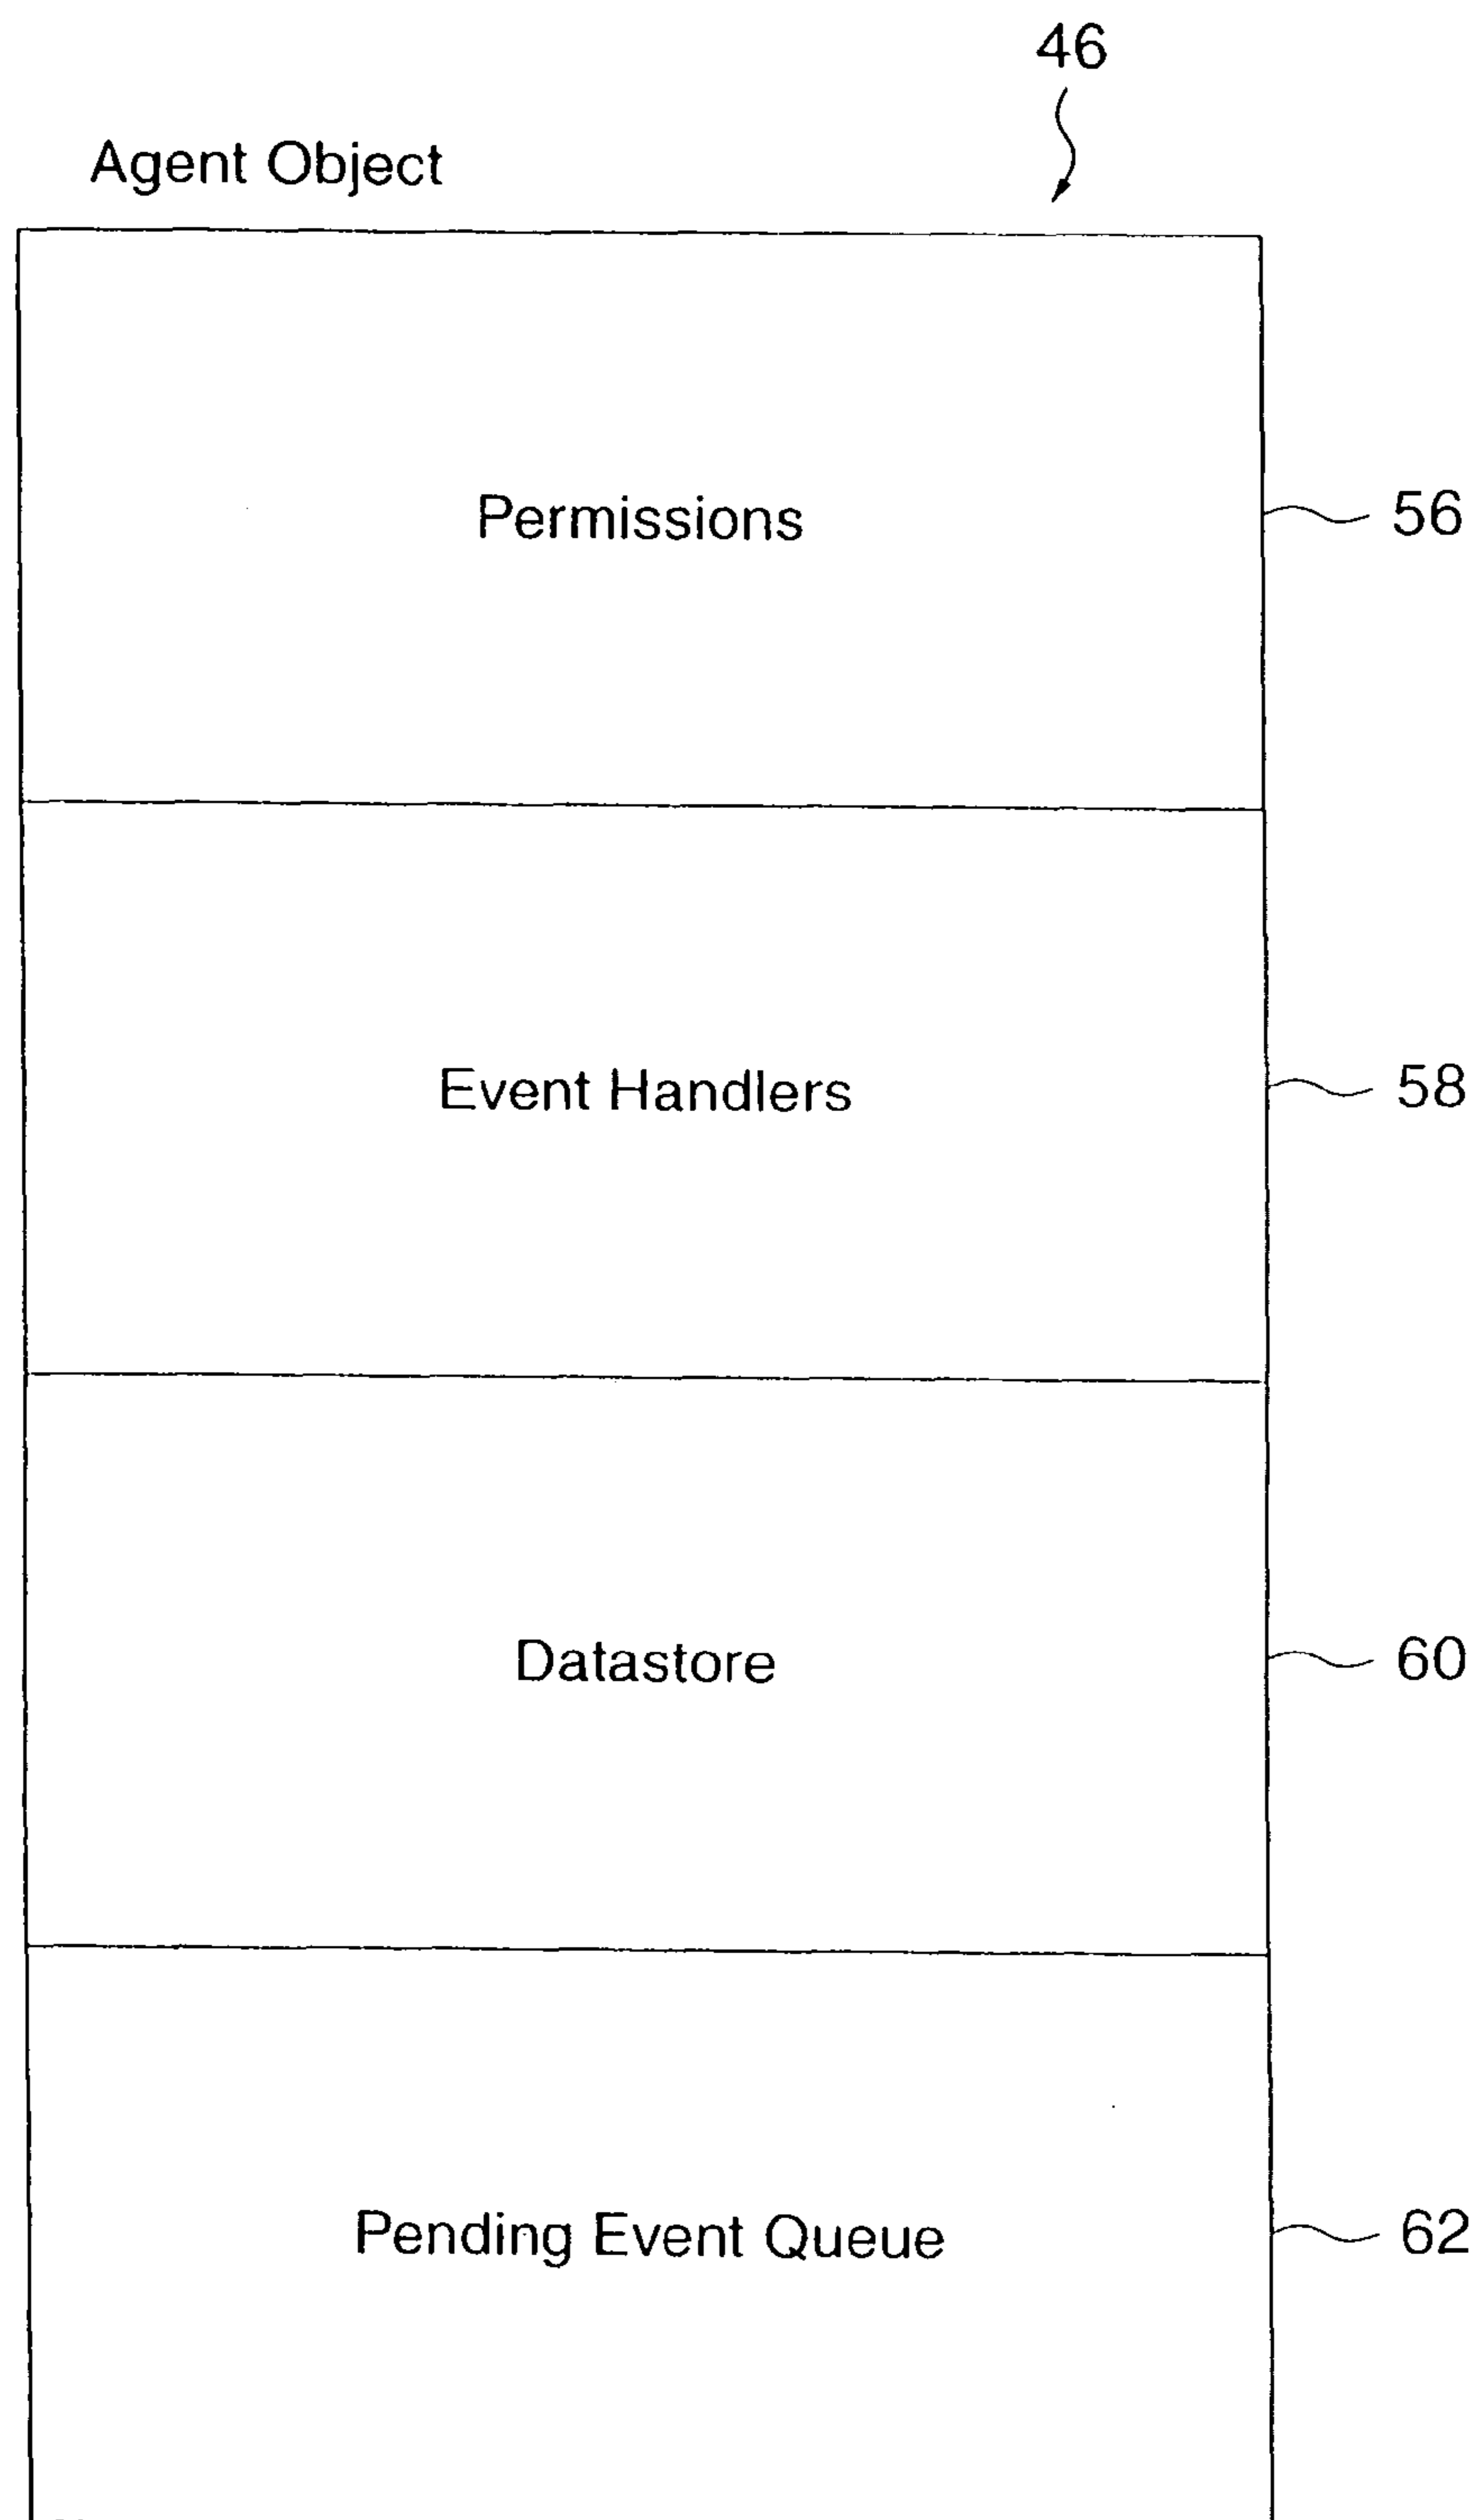 46
Agent Object
Permissions
56
Event Handlers
58
Datastore
60
Pending Event Queue
62